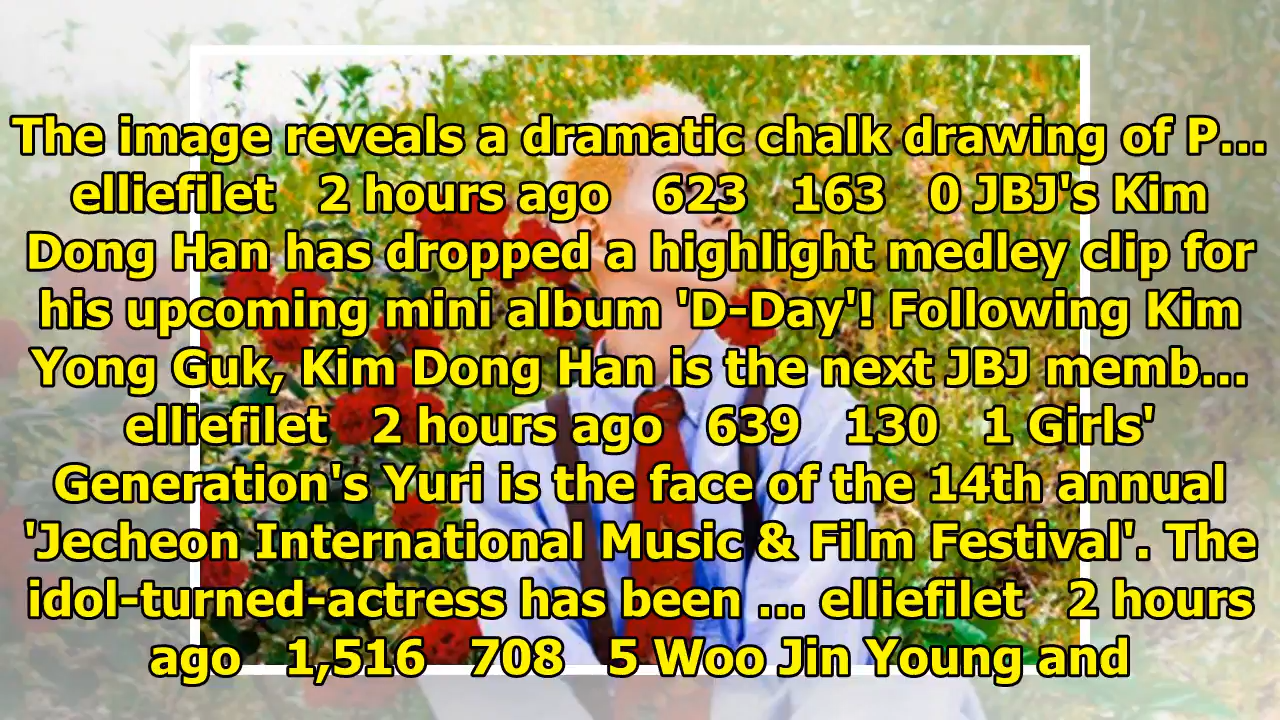 The image reveals a dramatic chalk drawing of P...
elliefilet 2 hours ago 623 163 0 JBJ's Kim
Dong Han has dropped a highlight medley clip for
his upcoming mini album 'D-Day'! Following Kim
Yong Guk, Kim Dong Han is the next JBJ memb...
elliefilet 2 hours ago 639 130 1 Girls'
Generation's Yuri is the face of the 14th annual
'Jecheon International Music & Film Festival'. The
idol-turned-actress has been ... elliefilet 2 hours
ago 1,516 708 5 Woo Jin Young and